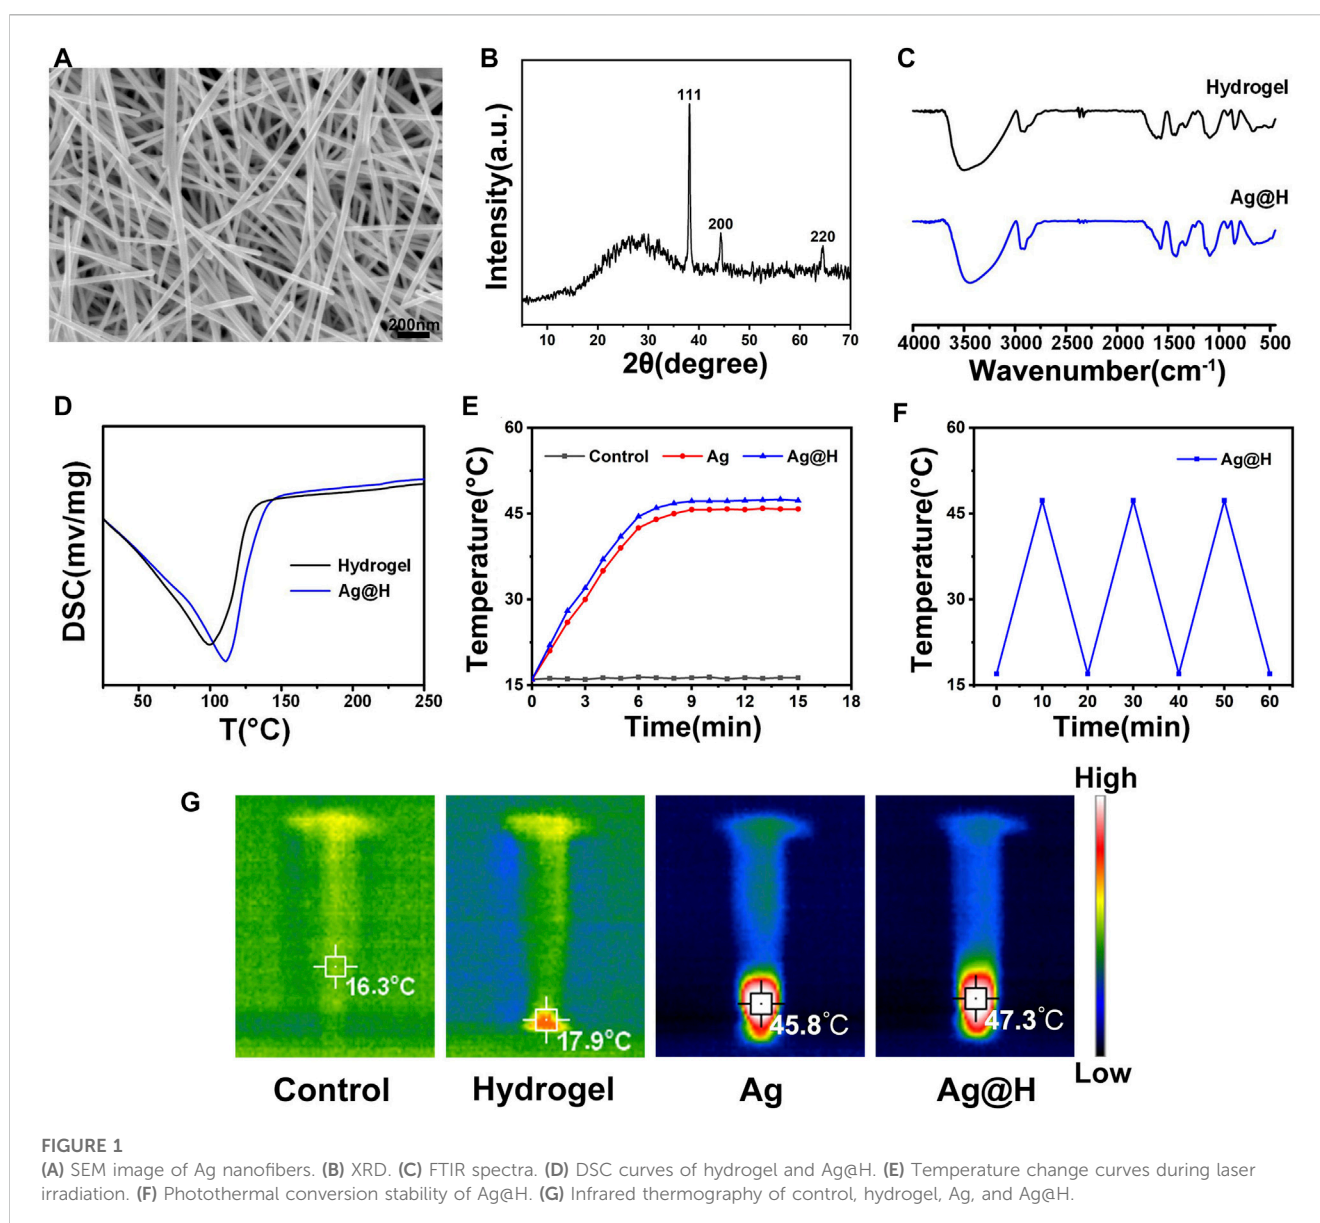 A
200nm
B
Intensity(a.u.)
111
200
220
10 20 30 40 50 60 70
2θ(degree)
C
Hydrogel
Ag@H
4000 3500 3000 2500 2000 1500 1000 500
Wavenumber(cm-1)
D
DSC(mv/mg)
Hydrogel
Ag@H
50 100 150 200 250
T(°C)
E
Temperature(°C)
60
45
30
15
Control Ag Ag@H
0 3 6 9 12 15 18
Time(min)
F
Temperature(°C)
60
45
30
15
Ag@H
0 10 20 30 40 50 60
Time(min)
G
16.3°C
17.9°C
45.8°C
47.3°C
High
Low
Control Hydrogel Ag Ag@H
FIGURE 1
(A) SEM image of Ag nanofibers. (B) XRD. (C) FTIR spectra. (D) DSC curves of hydrogel and Ag@H. (E) Temperature change curves during laser
irradiation. (F) Photothermal conversion stability of Ag@H. (G) Infrared thermography of control, hydrogel, Ag, and Ag@H.